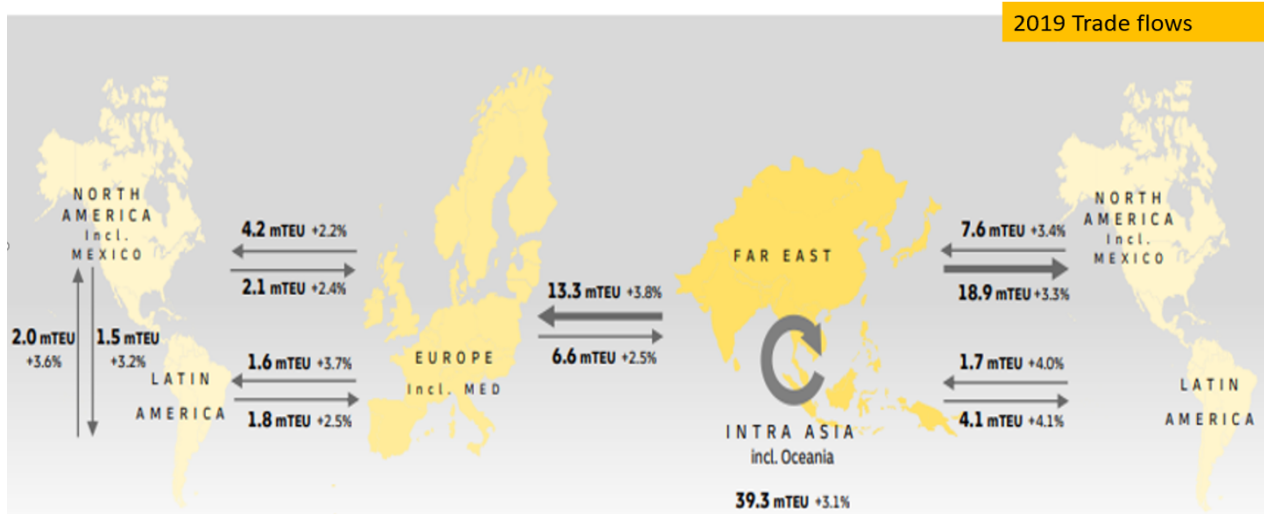 2019 Trade flows
NORTH
AMERICA
Incl.
MEXICO
4.2 mTEU +2.2%
2.1 mTEU +2.4%
2.0 mTEU
+3.6%
1.5 mTEU
+3.2%
LATIN
AMERICA
1.6 mTEU +3.7%
1.8 mTEU +2.5%
EUROPE
Incl. MED
13.3 mTEU +3.8%
6.6 mTEU +2.5%
FAR EAST
INTRA ASIA
incl. Oceania
39.3 mTEU +3.1%
7.6 mTEU +3.4%
18.9 mTEU +3.3%
1.7 mTEU +4.0%
4.1 mTEU +4.1%
NORTH
AMERICA
Incl.
MEXICO
LATIN
AMERICA